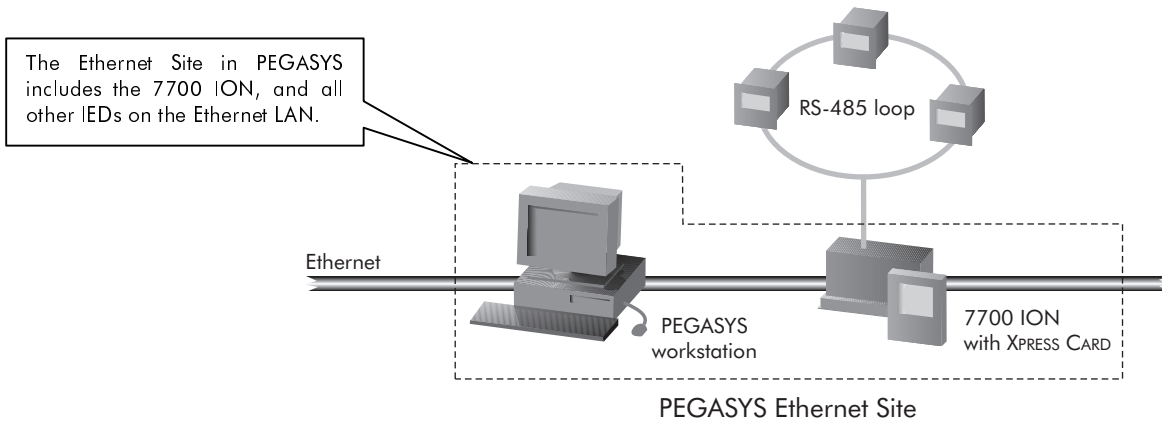 The Ethernet Site in PEGASYS
includes the 7700 ION, and all
other IEDs on the Ethernet LAN.
RS-485 loop
Ethernet
PEGASYS
workstation
7700 ION
with XPRESS CARD
PEGASYS Ethernet Site